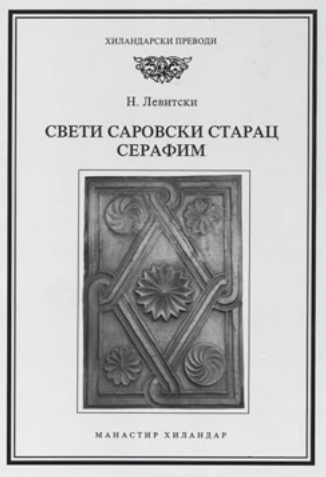 ХИЛАНДАРСКИ ПРЕВОДИ
Н. Левитски
СВЕТИ САРОВСКИ СТАРАЦ
СЕРАФИМ
МАНАСТИР ХИЛАНДАР